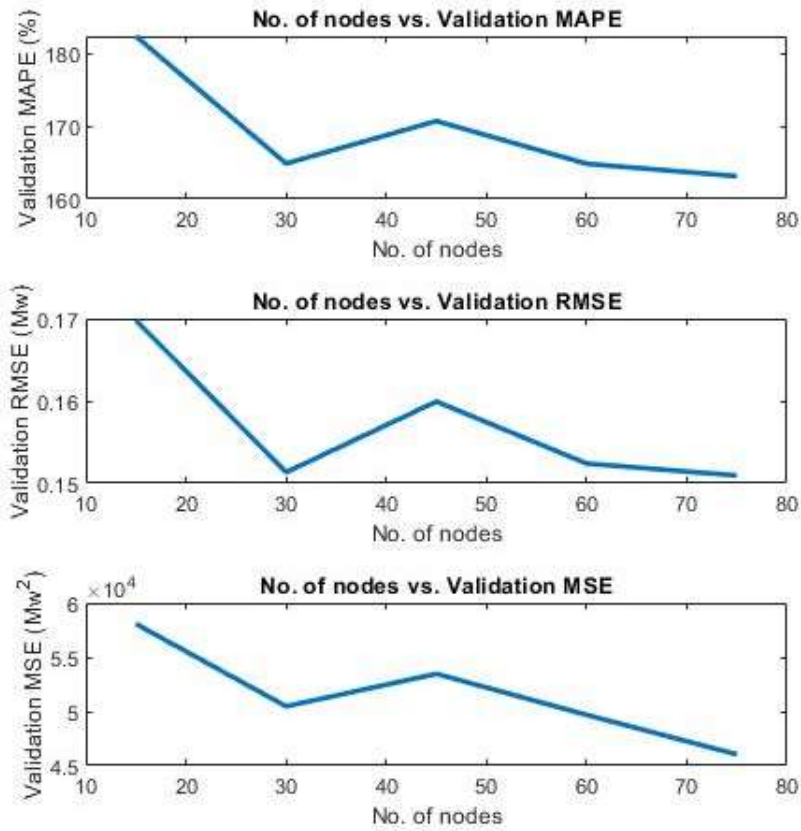 No. of nodes vs. Validation MAPE
Validation MAPE (%)
180
170
160
10 20 30 40 50 60 70 80
No. of nodes
No. of nodes vs. Validation RMSE
Validation RMSE (Mw)
0.17
0.16
0.15
10 20 30 40 50 60 70 80
No. of nodes
No. of nodes vs. Validation MSE
×10⁴
Validation MSE (Mw²)
6
5.5
5
4.5
10 20 30 40 50 60 70 80
No. of nodes